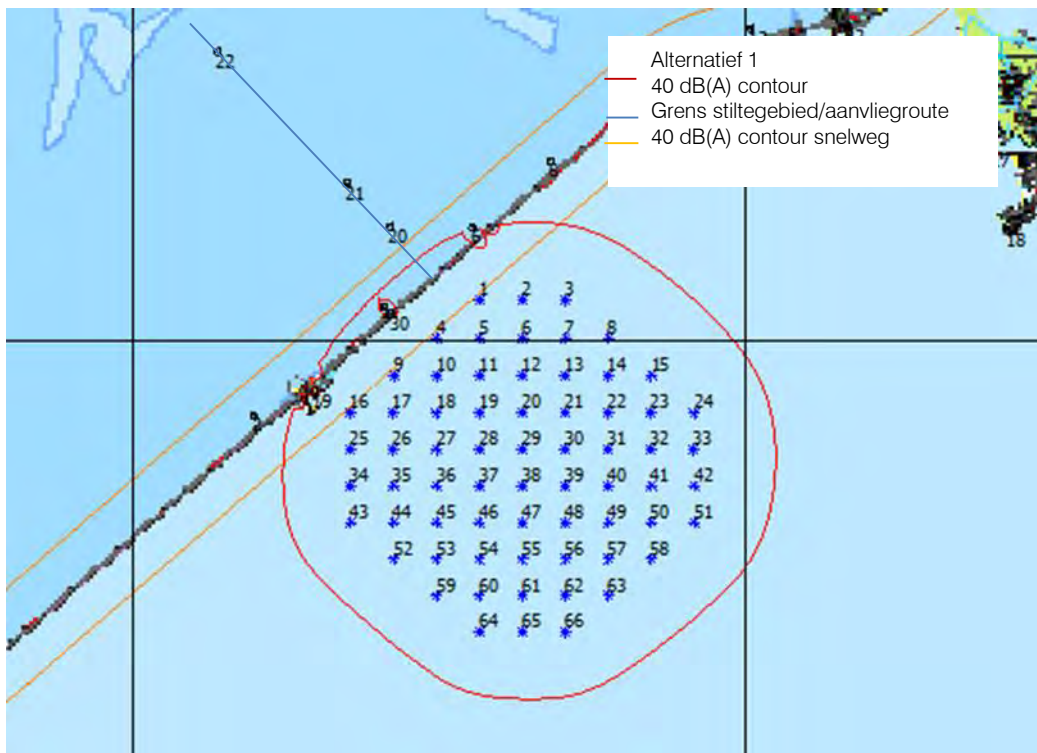 22
Alternatief 1
40 dB(A) contour
Grens stiltegebied/aanvliegroute
40 dB(A) contour snelweg
21
20
18
1 2 3
30
4 5 6 7 8
9 10 11 12 13 14 15
19
16 17 18 19 20 21 22 23 24
25 26 27 28 29 30 31 32 33
34 35 36 37 38 39 40 41 42
43 44 45 46 47 48 49 50 51
52 53 54 55 56 57 58
59 60 61 62 63
64 65 66